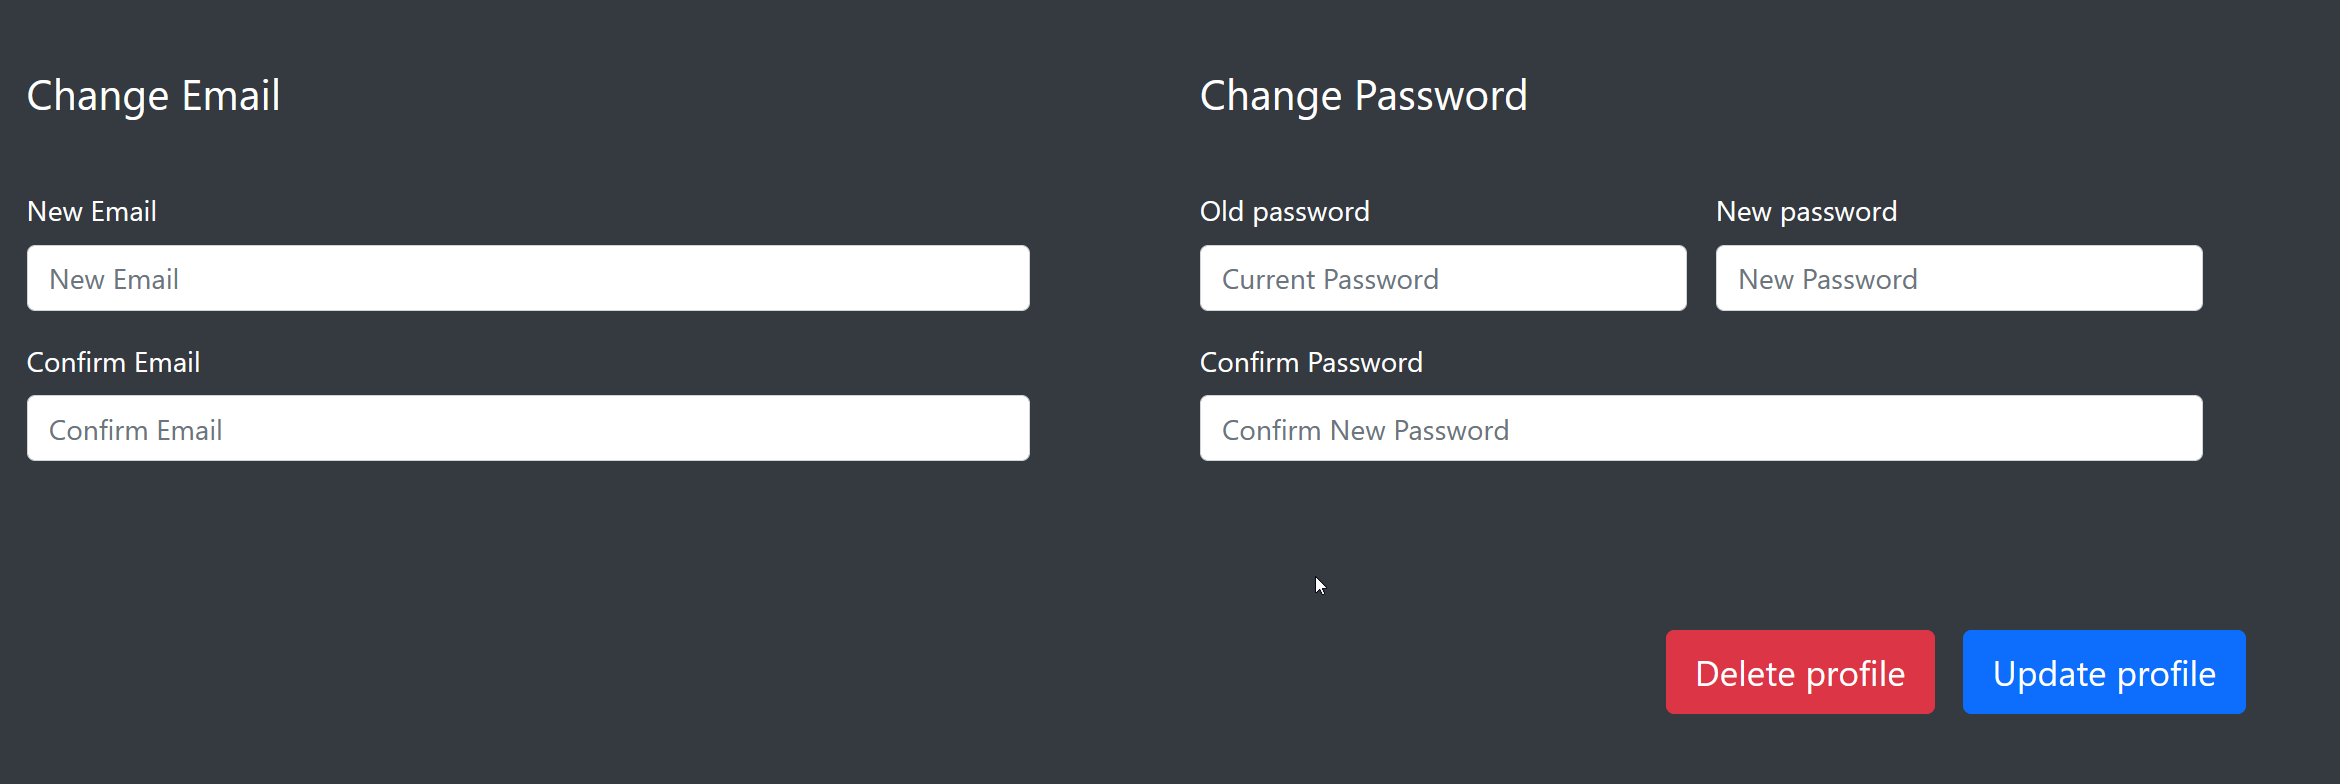 Change Email
New Email
New Email
Confirm Email
Confirm Email
Change Password
Old password
Current Password
New password
New Password
Confirm Password
Confirm New Password
Delete profile
Update profile